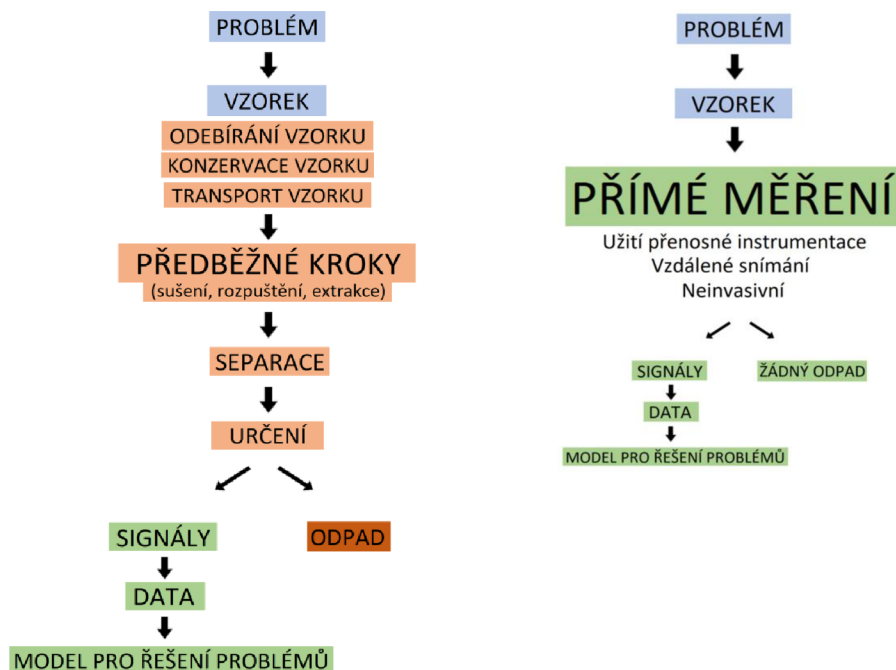 PROBLÉM
VZOREK
ODEBÍRÁNÍ VZORKU
KONZERVACE VZORKU
TRANSPORT VZORKU
PŘEDBĚŽNÉ KROKY
(sušení, rozpuštění, extrakce)
SEPARACE
URČENÍ
SIGNÁLY
ODPAD
DATA
MODEL PRO ŘEŠENÍ PROBLÉMŮ
PROBLÉM
VZOREK
PŘÍMÉ MĚŘENÍ
Užití přenosné instrumentace
Vzdálené snímání
Neinvasivní
SIGNÁLY
ŽÁDNÝ ODPAD
DATA
MODEL PRO ŘEŠENÍ PROBLÉMŮ